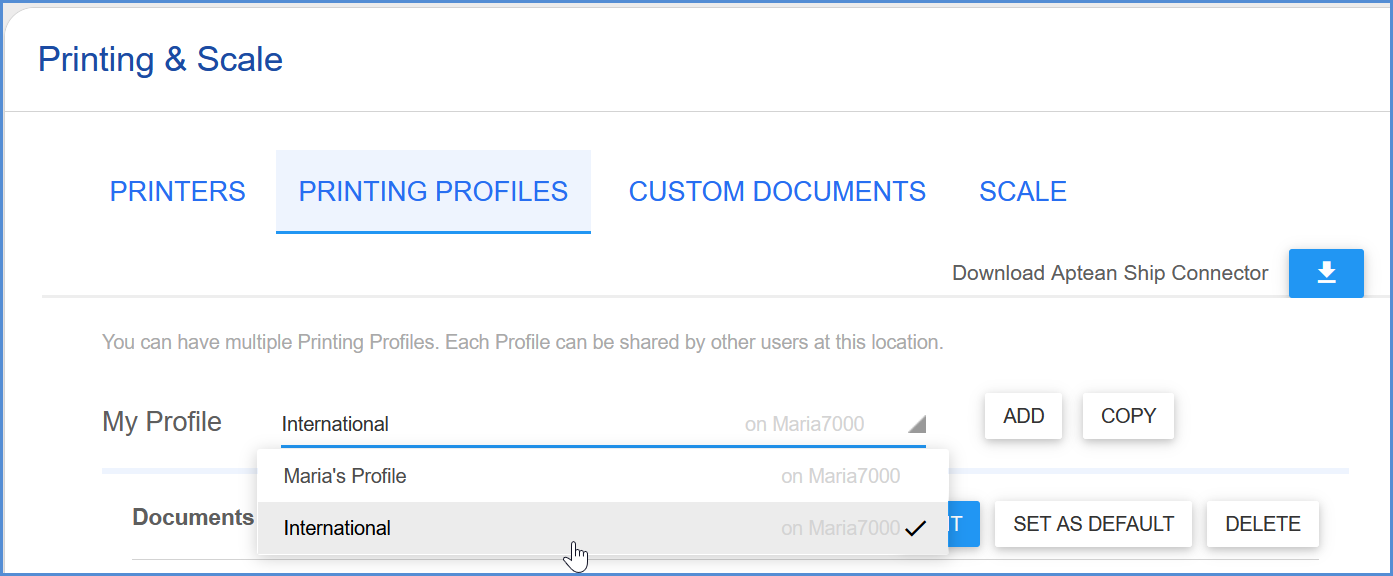 Printing & Scale
PRINTERS PRINTING PROFILES CUSTOM DOCUMENTS SCALE
Download Aptean Ship Connector
You can have multiple Printing Profiles. Each Profile can be shared by other users at this location.
My Profile International on Maria7000 ADD COPY
Maria's Profile on Maria7000
Documents SET AS DEFAULT DELETE
International on Maria7000